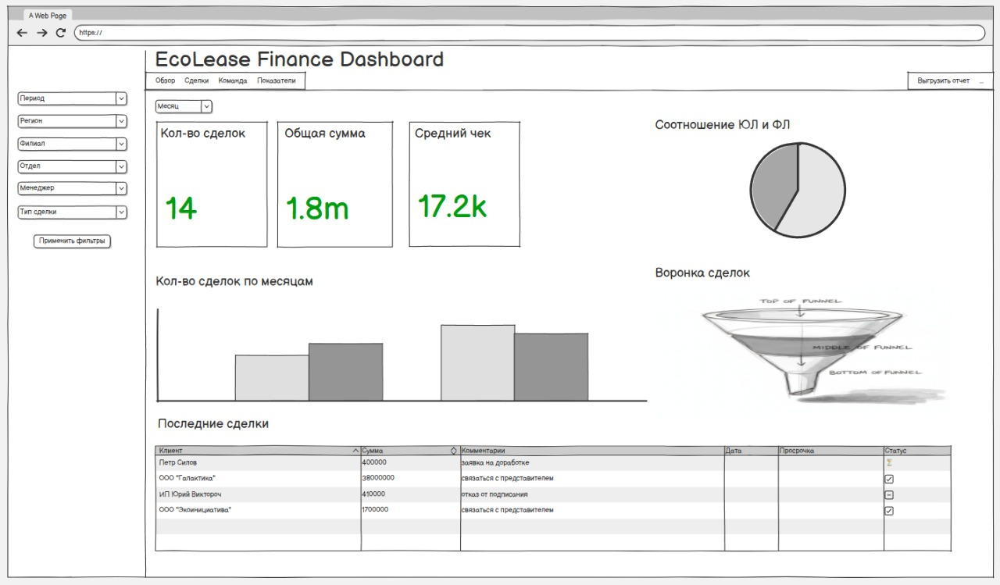 A Web Page
https://
EcoLease Finance Dashboard
Обзор Сделки Команда Показатели
Выгрузить отчет ...
Период
Регион
Филиал
Отдел
Менеджер
Тип сделки
Применить фильтры
Месяц
Кол-во сделок
14
Общая сумма
1.8m
Средний чек
17.2k
Соотношение ЮЛ и ФЛ
Кол-во сделок по месяцам
Воронка сделок
TOP OF FUNNEL
MIDDLE OF FUNNEL
BOTTOM OF FUNNEL
Последние сделки
Клиент Сумма Комментарии Дата Просрочка Статус
Петр Силов 400000 заявка на доработке
ООО "Галактика" 38000000 связаться с представителем
ИП Юрий Виктороч 410000 отказ от подписания
ООО "Экоинициатива" 1700000 связаться с представителем